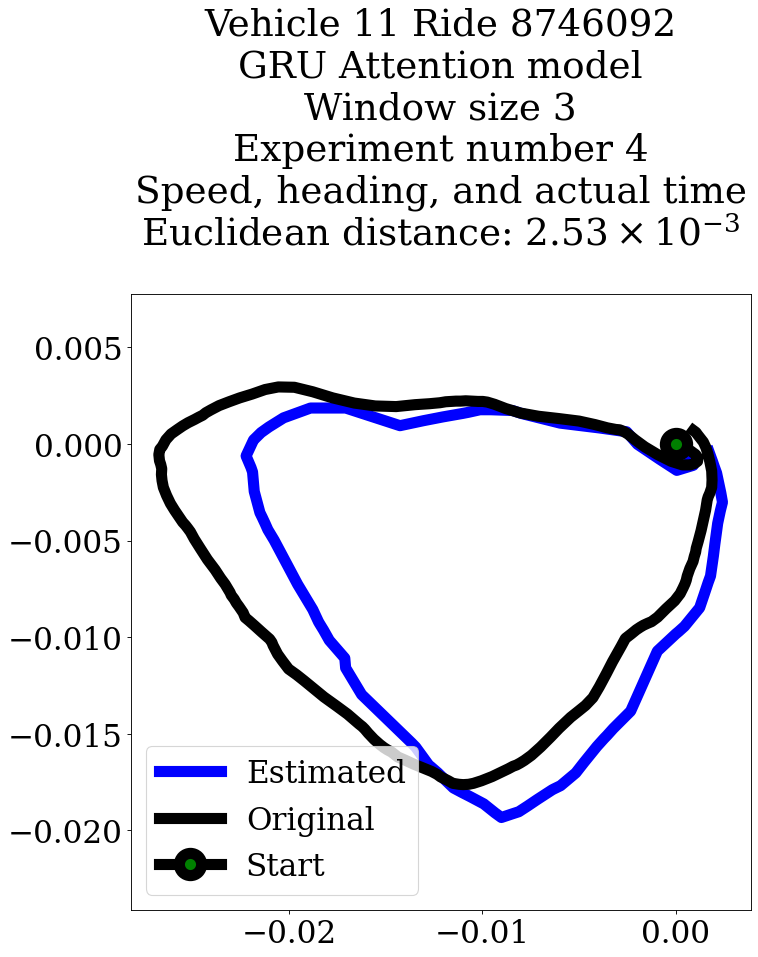 Vehicle 11 Ride 8746092
GRU Attention model
Window size 3
Experiment number 4
Speed, heading, and actual time
Euclidean distance: 2.53 × 10⁻³
0.005
0.000
−0.005
−0.010
−0.015
−0.020
Estimated
Original
Start
−0.02
−0.01
0.00